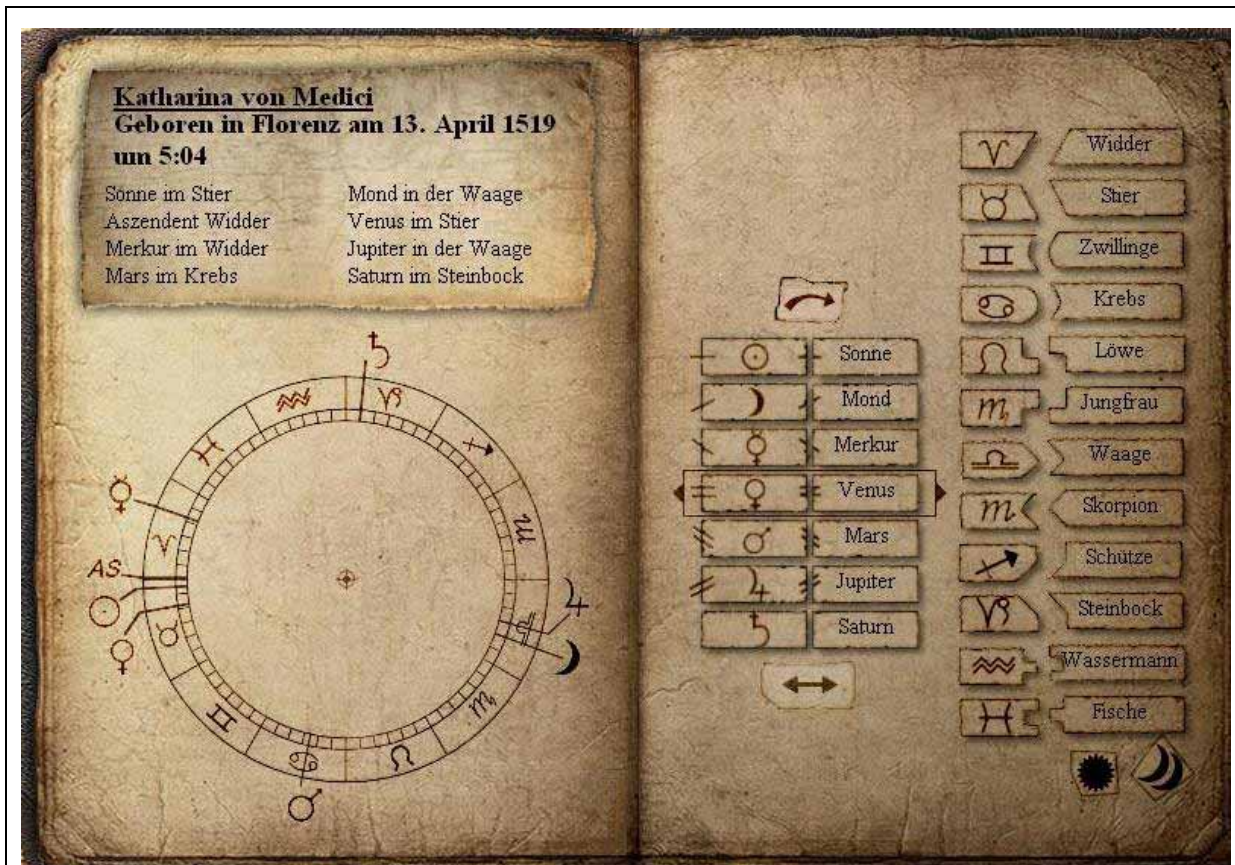 Katharina von Medici
Geboren in Florenz am 13. April 1519
um 5:04
Sonne im Stier
Mond in der Waage
Aszendent Widder
Venus im Stier
Merkur im Widder
Jupiter in der Waage
Mars im Krebs
Saturn im Steinbock
AS
Sonne
Mond
Merkur
Venus
Mars
Jupiter
Saturn
Widder
Stier
Zwillinge
Krebs
Löwe
Jungfrau
Waage
Skorpion
Schütze
Steinbock
Wassermann
Fische